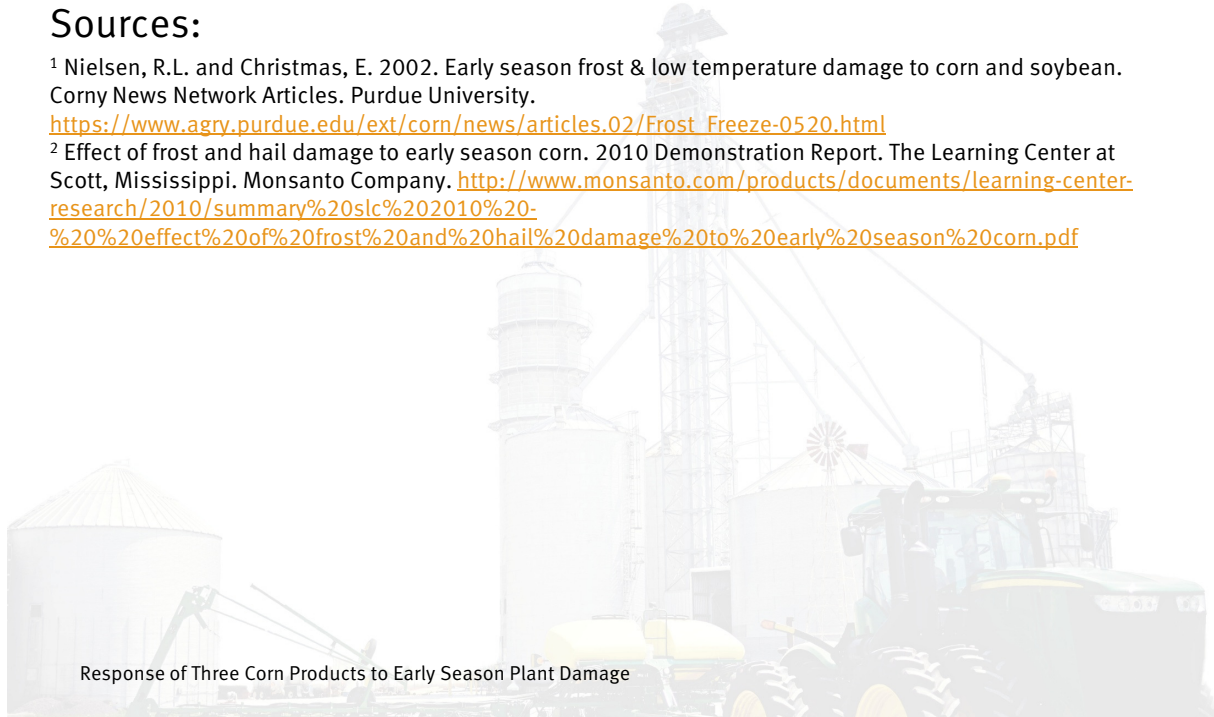 Sources:
¹ Nielsen, R.L. and Christmas, E. 2002. Early season frost & low temperature damage to corn and soybean.
Corny News Network Articles. Purdue University.
https://www.agry.purdue.edu/ext/corn/news/articles.02/Frost_Freeze-0520.html
² Effect of frost and hail damage to early season corn. 2010 Demonstration Report. The Learning Center at
Scott, Mississippi. Monsanto Company. http://www.monsanto.com/products/documents/learning-center-
research/2010/summary%20slc%202010%20-
%20%20effect%20of%20frost%20and%20hail%20damage%20to%20early%20season%20corn.pdf
Response of Three Corn Products to Early Season Plant Damage